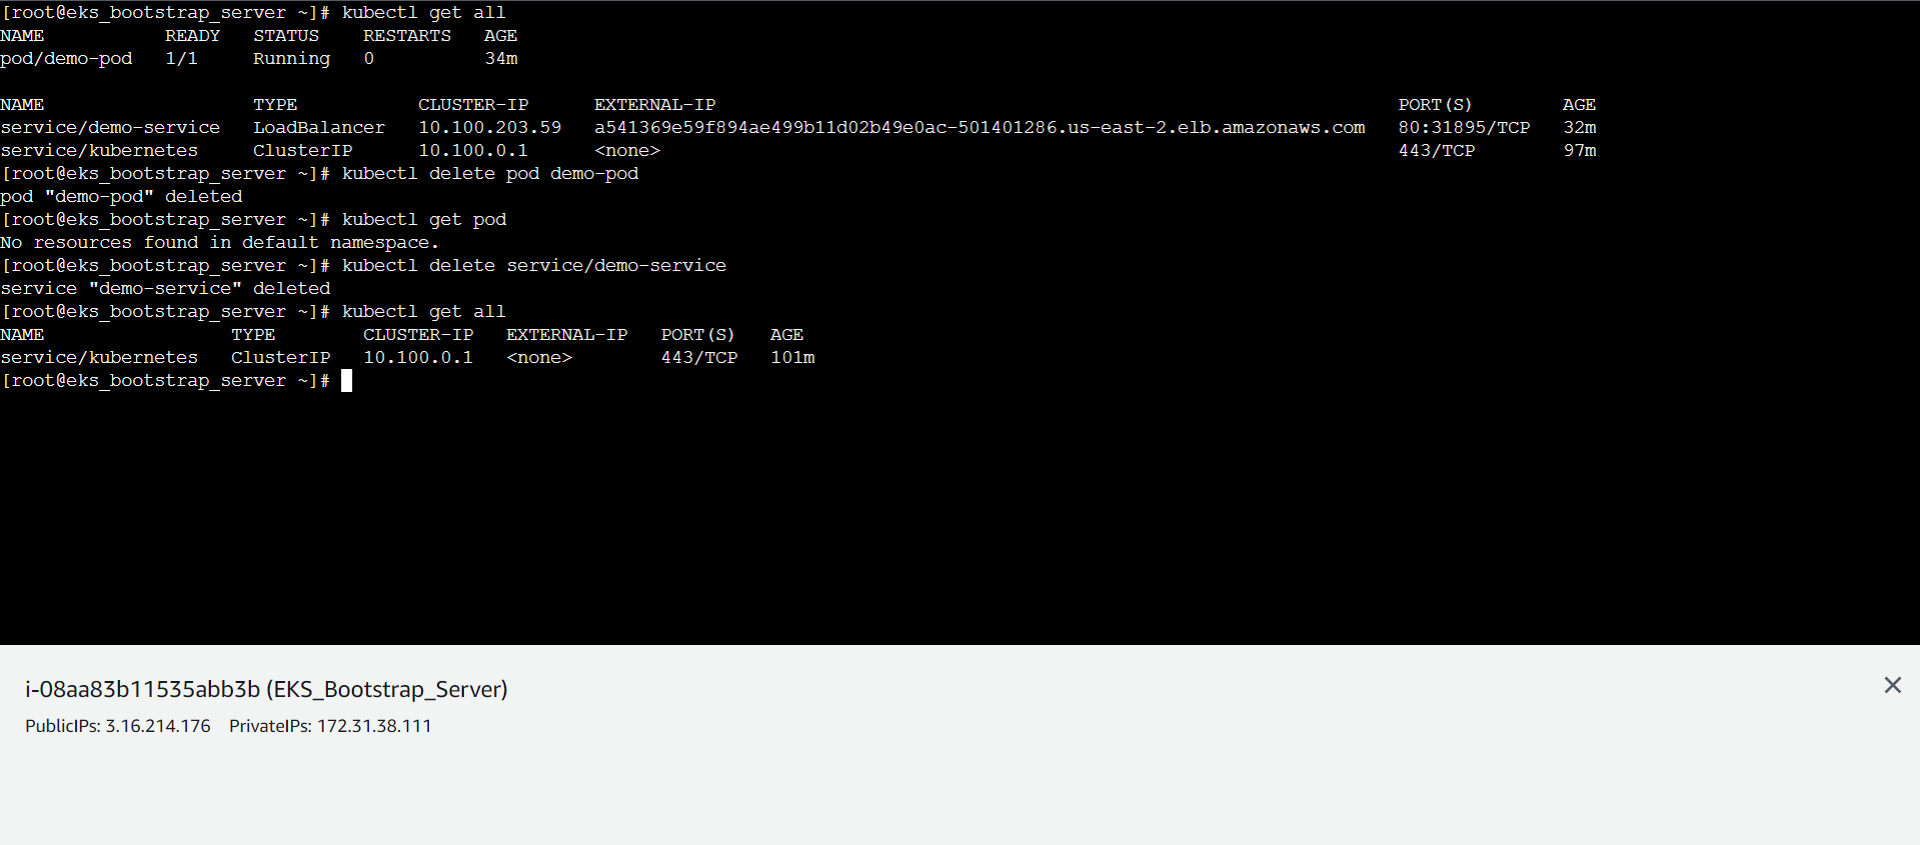 [root@eks_bootstrap_server ~]# kubectl get all
NAME           READY   STATUS    RESTARTS   AGE
pod/demo-pod   1/1     Running   0          34m
NAME                   TYPE           CLUSTER-IP      EXTERNAL-IP                                                              PORT(S)        AGE
service/demo-service   LoadBalancer   10.100.203.59   a541369e59f894ae499b11d02b49e0ac-501401286.us-east-2.elb.amazonaws.com   80:31895/TCP   32m
service/kubernetes     ClusterIP      10.100.0.1      <none>                                                                   443/TCP        97m
[root@eks_bootstrap_server ~]# kubectl delete pod demo-pod
pod "demo-pod" deleted
[root@eks_bootstrap_server ~]# kubectl get pod
No resources found in default namespace.
[root@eks_bootstrap_server ~]# kubectl delete service/demo-service
service "demo-service" deleted
[root@eks_bootstrap_server ~]# kubectl get all
NAME                 TYPE        CLUSTER-IP   EXTERNAL-IP   PORT(S)   AGE
service/kubernetes   ClusterIP   10.100.0.1   <none>        443/TCP   101m
[root@eks_bootstrap_server ~]#
i-08aa83b11535abb3b (EKS_Bootstrap_Server)
PublicIPs: 3.16.214.176    PrivateIPs: 172.31.38.111